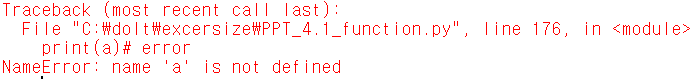 Traceback (most recent call last):
  File "C:₩doIt₩excersize₩PPT_4.1_function.py", line 176, in <module>
    print(a)# error
NameError: name 'a' is not defined